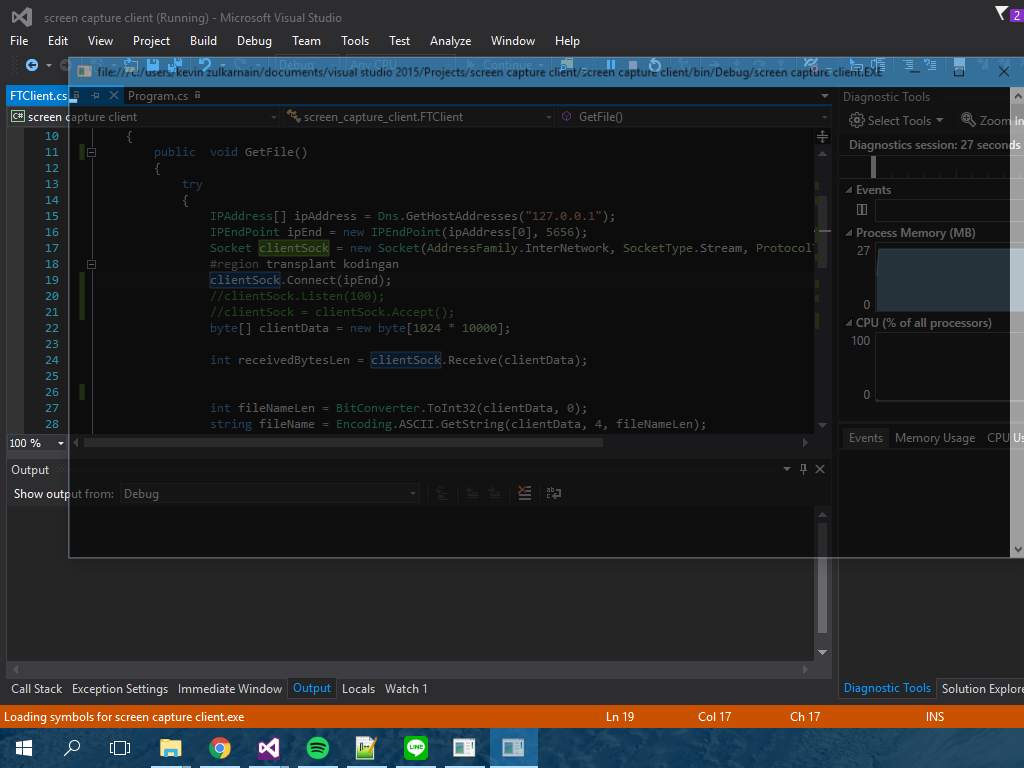 screen capture client (Running) - Microsoft Visual Studio
2
File Edit View Project Build Debug Team Tools Test Analyze Window Help
Debug Any CPU Continue
file:///C:/users/kevin zulkarnain/documents/visual studio 2015/Projects/screen capture client/screen capture client/bin/Debug/screen capture client.EXE
FTClient.cs Program.cs
C# screen capture client screen_capture_client.FTClient GetFile()
10 {
11 public void GetFile()
12 {
13 try
14 {
15 IPAddress[] ipAddress = Dns.GetHostAddresses("127.0.0.1");
16 IPEndPoint ipEnd = new IPEndPoint(ipAddress[0], 5656);
17 Socket clientSock = new Socket(AddressFamily.InterNetwork, SocketType.Stream, Protocol
18 #region transplant kodingan
19 clientSock.Connect(ipEnd);
20 //clientSock.Listen(100);
21 //clientSock = clientSock.Accept();
22 byte[] clientData = new byte[1024 * 10000];
23
24 int receivedBytesLen = clientSock.Receive(clientData);
25
26
27 int fileNameLen = BitConverter.ToInt32(clientData, 0);
28 string fileName = Encoding.ASCII.GetString(clientData, 4, fileNameLen);
100 %
Output
Show output from: Debug
Diagnostic Tools
Select Tools Zoom In
Diagnostics session: 27 seconds
Events
Process Memory (MB)
27
0
CPU (% of all processors)
100
0
Events Memory Usage CPU Us
Call Stack Exception Settings Immediate Window Output Locals Watch 1
Diagnostic Tools Solution Explore
Loading symbols for screen capture client.exe Ln 19 Col 17 Ch 17 INS
LINE